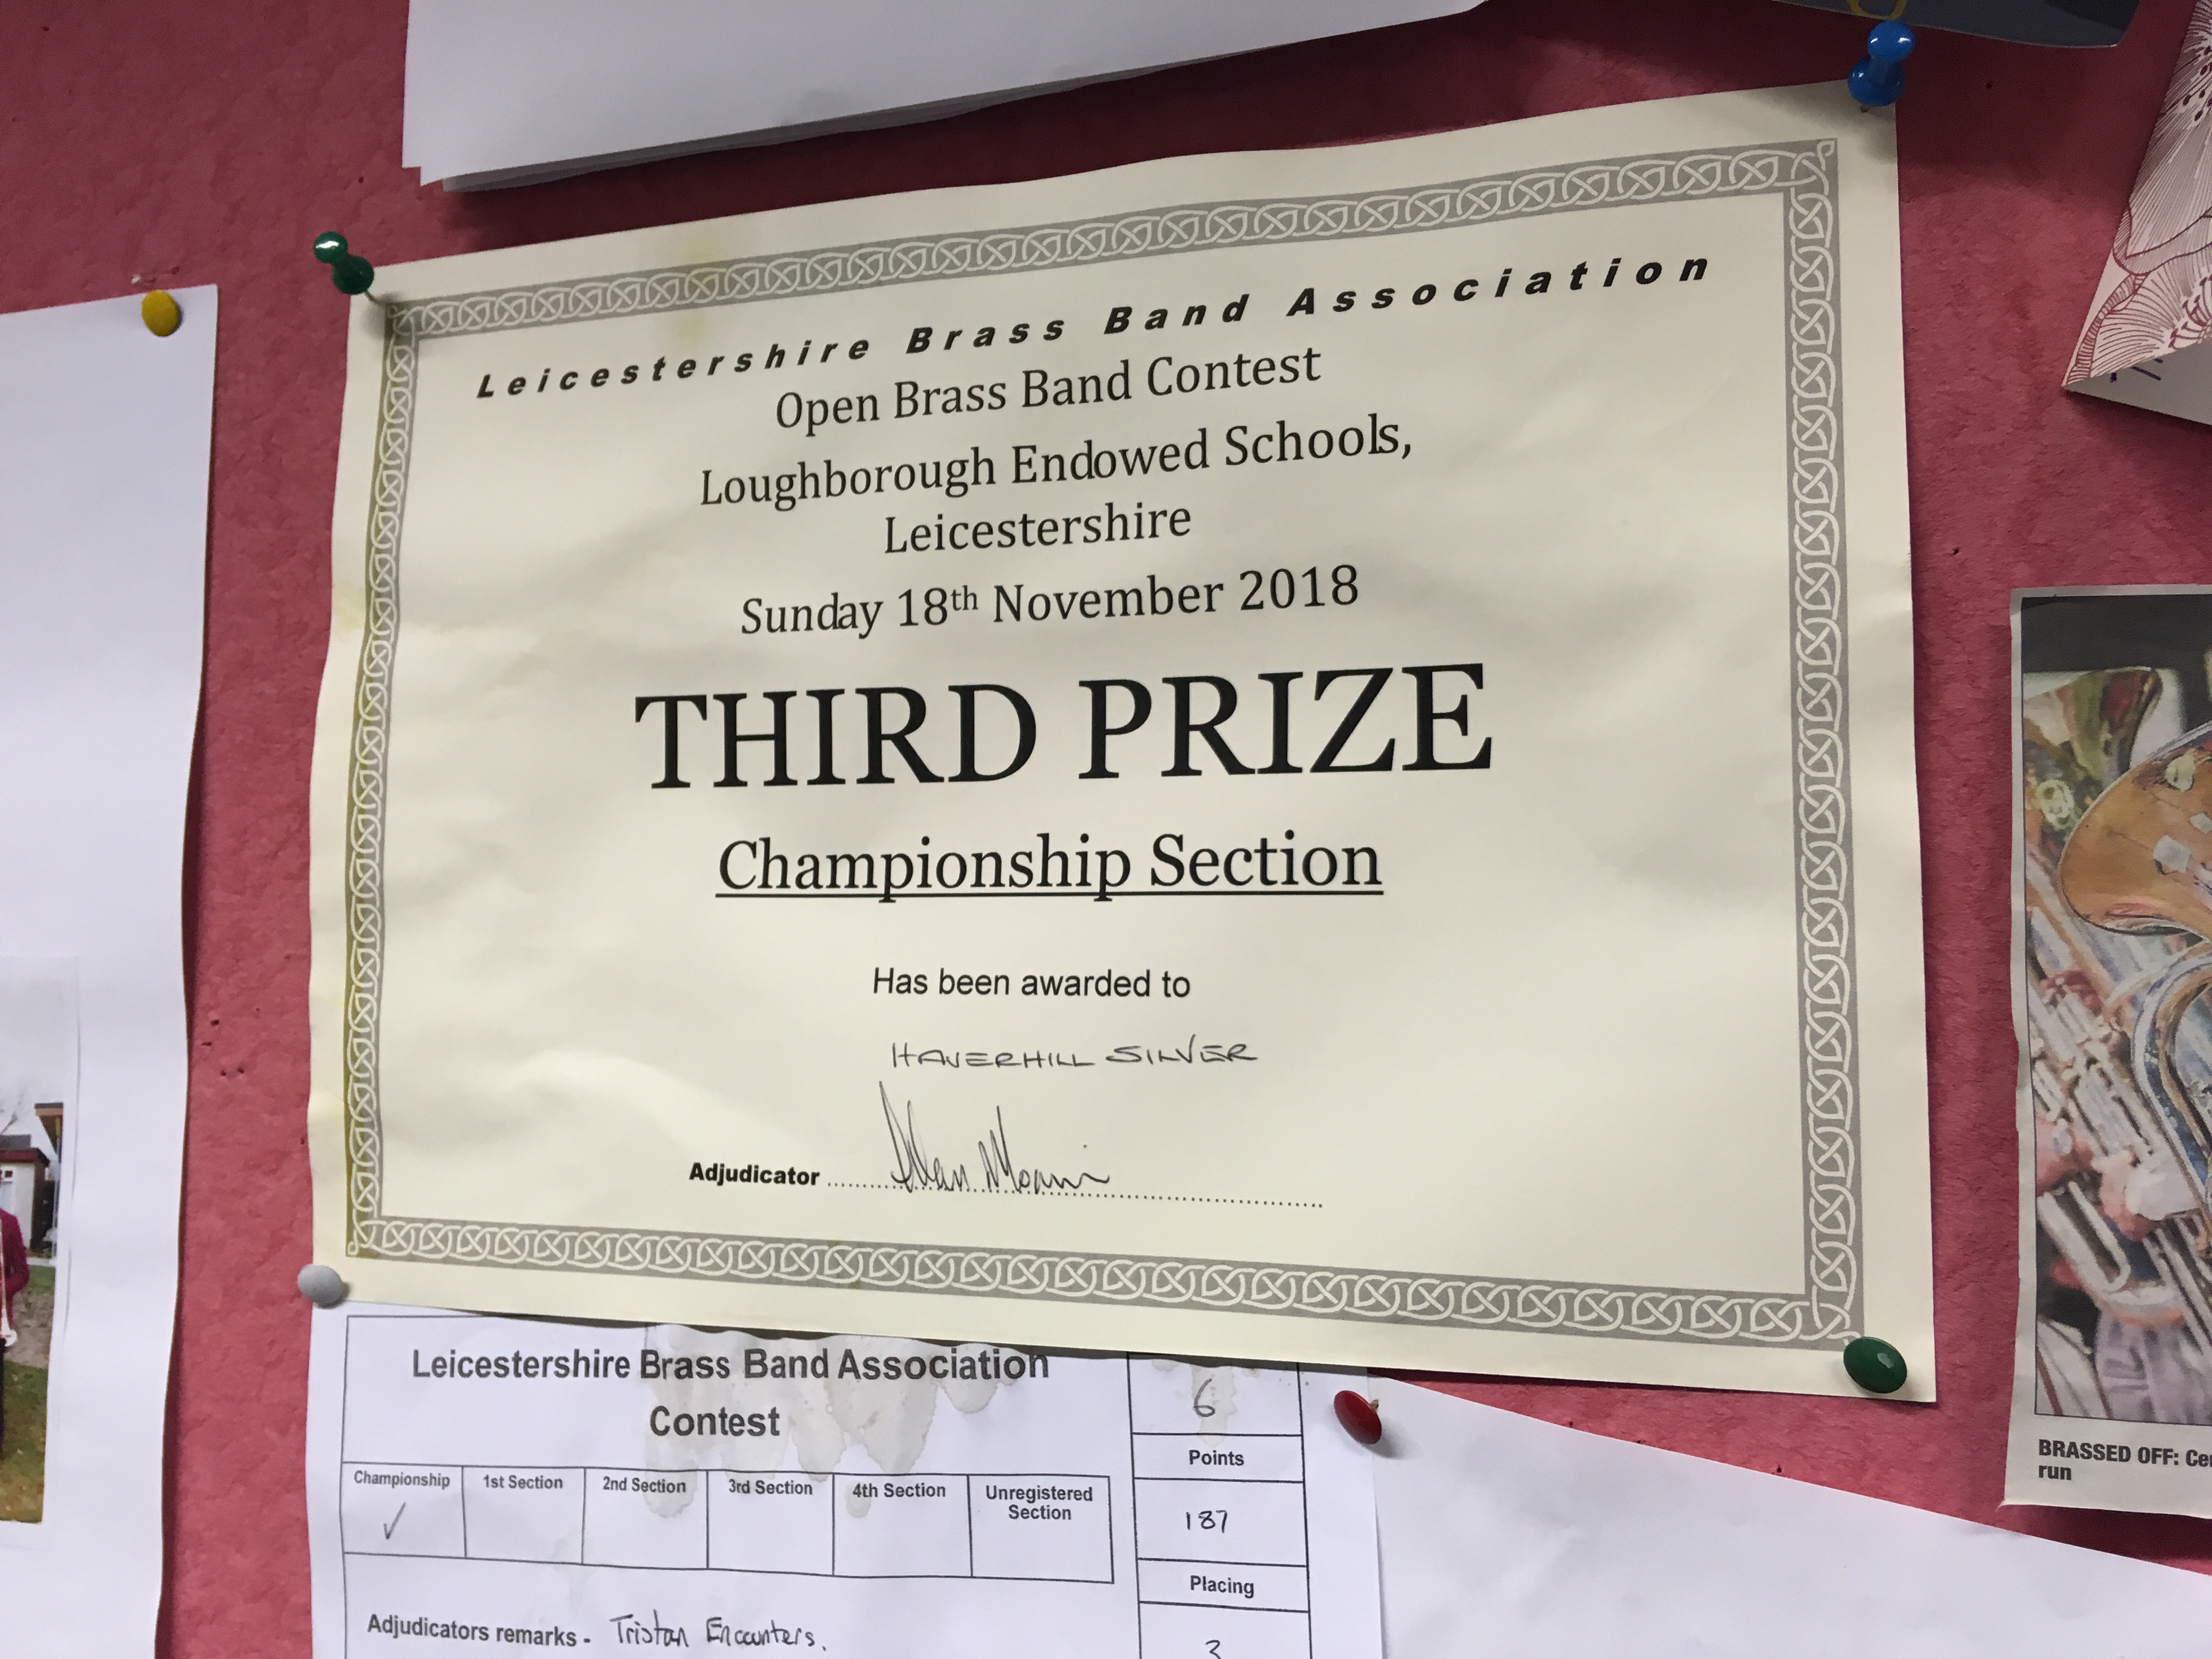 Leicestershire Brass Band Association
Open Brass Band Contest
Loughborough Endowed Schools,
Leicestershire
Sunday 18th November 2018
THIRD PRIZE
Championship Section
Has been awarded to
HAVERHILL SILVER
Adjudicator
Leicestershire Brass Band Association
Contest
6
Points
187
Placing
3
Championship 1st Section 2nd Section 3rd Section 4th Section Unregistered
Section
✓
Adjudicators remarks - Tristan Encounters.
BRASSED OFF:
run